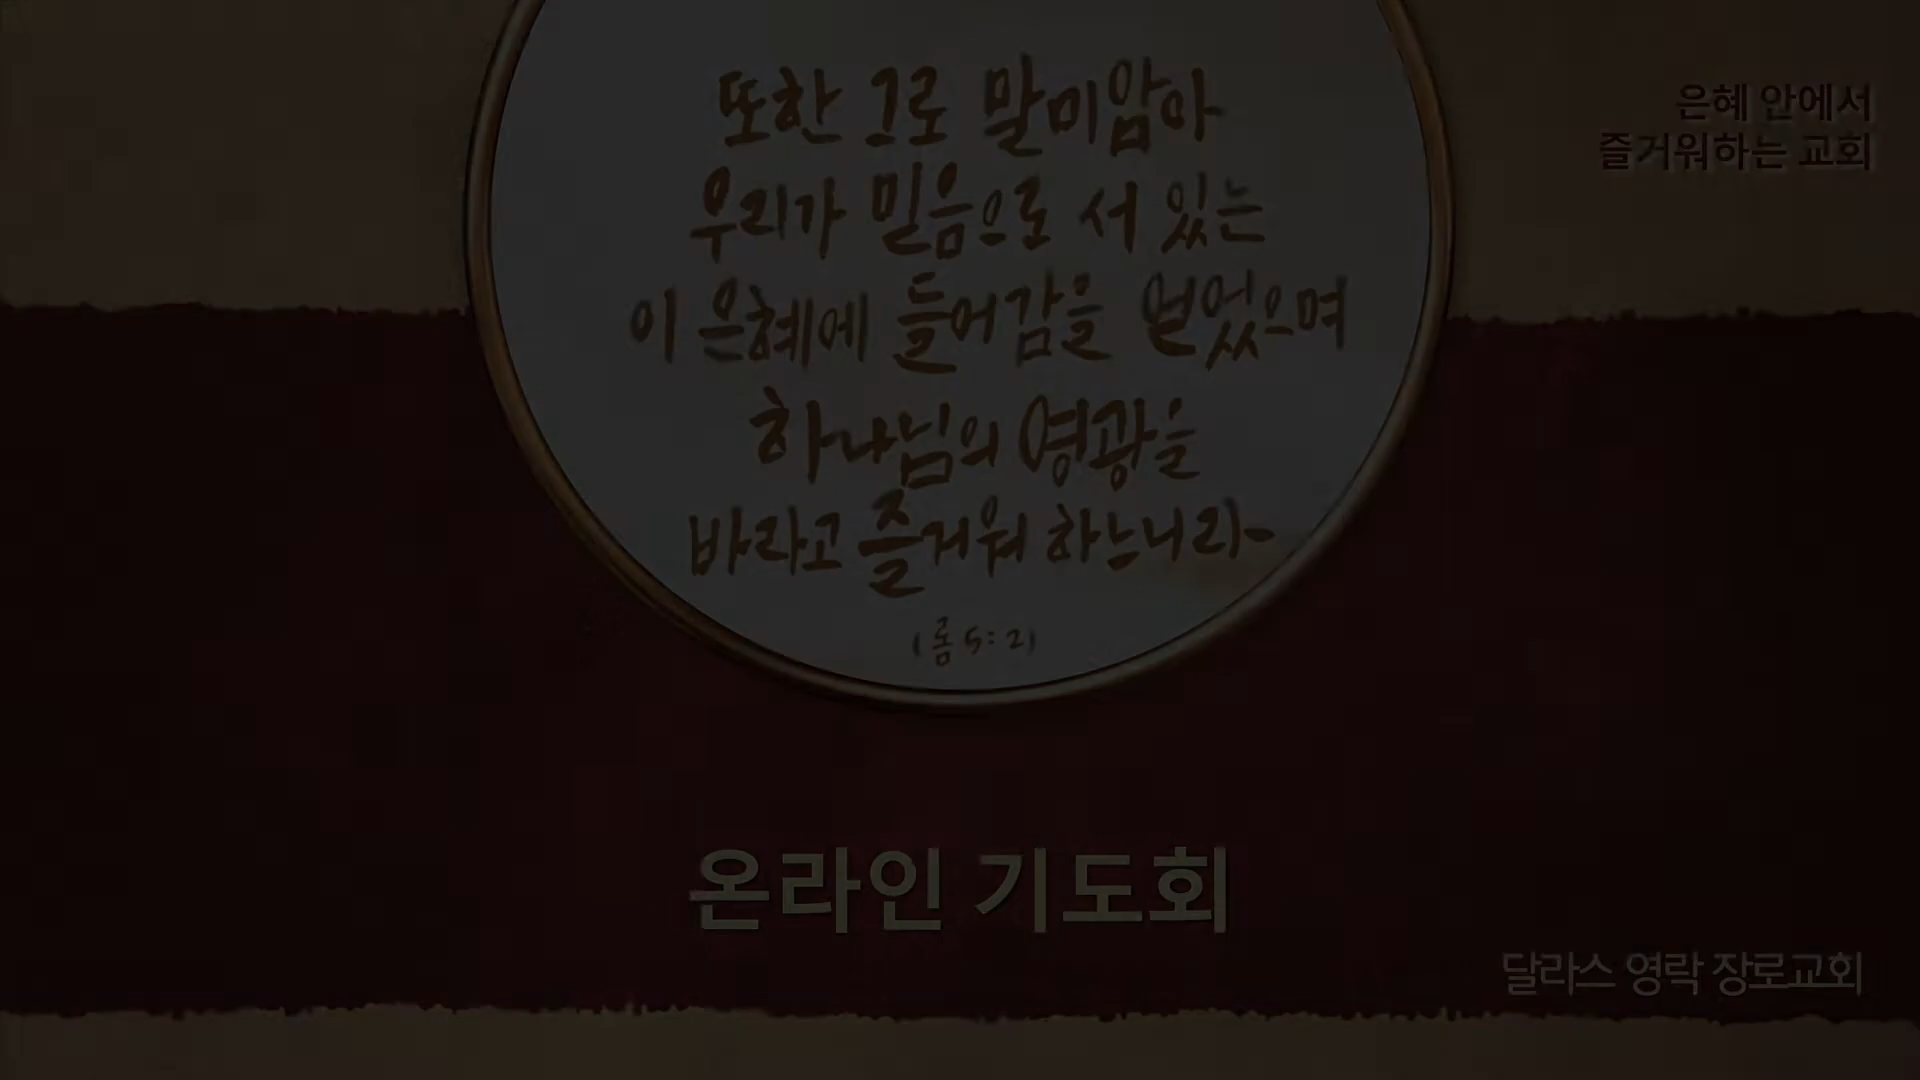 또한 그로 말미암아
우리가 믿음으로 서 있는
이 은혜에 들어감을 얻었으며
하나님의 영광을
바라고 즐거워 하느니라
(롬 5:2)
은혜 안에서
즐거워하는 교회
온라인 기도회
달라스 영락 장로교회